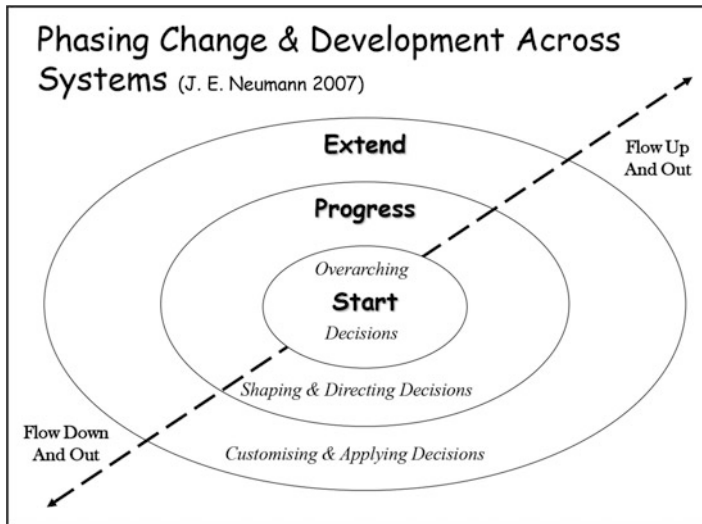 Phasing Change & Development Across
Systems (J. E. Neumann 2007)
Extend
Flow Up
And Out
Progress
Overarching
Start
Decisions
Shaping & Directing Decisions
Flow Down
And Out
Customising & Applying Decisions